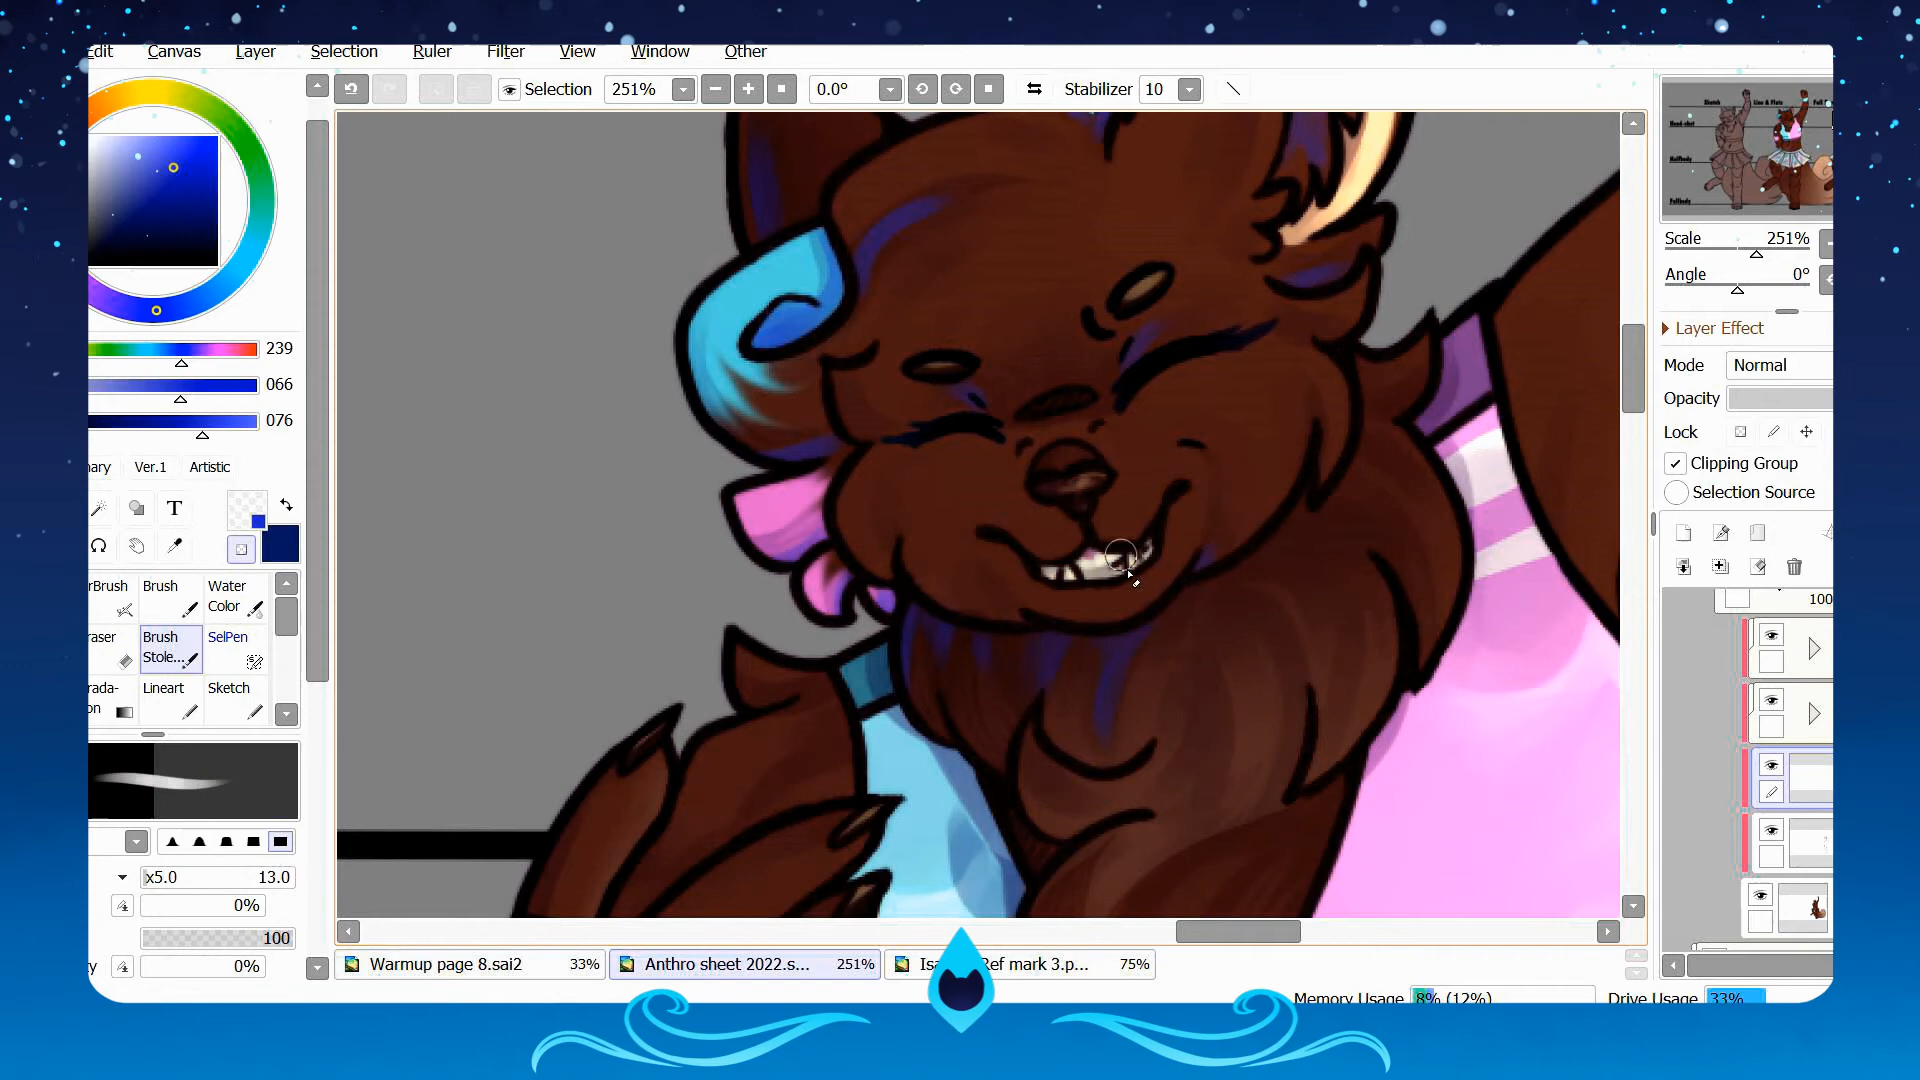 Edit Canvas Layer Selection Ruler Filter View Window Other
Selection 251% 0.0° Stabilizer 10
Scale 251%
Angle 0°
Layer Effect
Mode Normal
Opacity
Lock
Clipping Group
Selection Source
100
239
066
076
nary Ver.1 Artistic
T
rBrush Brush Water Color
raser Brush Stole... SelPen
rada-on Lineart Sketch
x5.0 13.0
0%
100
0%
Warmup page 8.sai2 33% Anthro sheet 2022.s... 251% Ref mark 3.p... 75%
Memory Usage 8% (12%) Drive Usage 33%